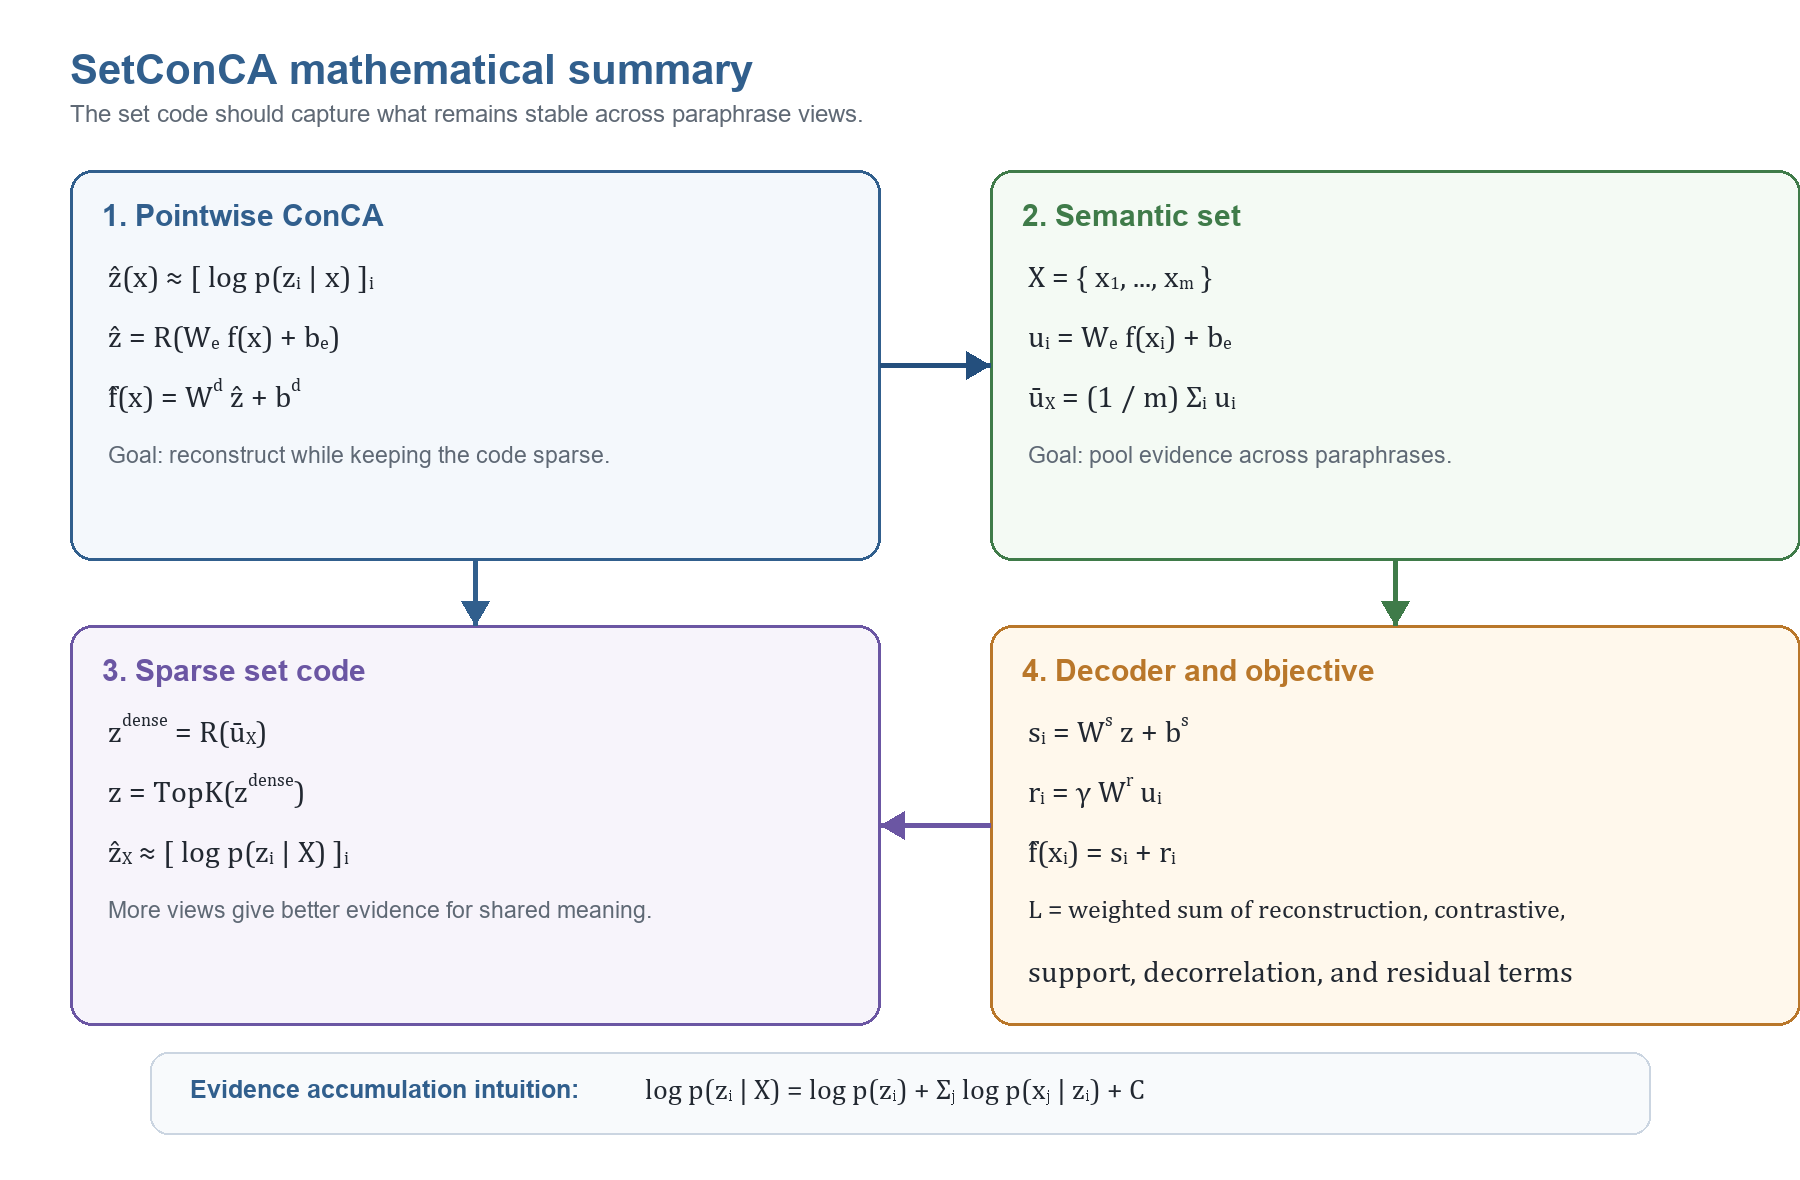 SetConCA mathematical summary
The set code should capture what remains stable across paraphrase views.
1. Pointwise ConCA
ẑ(x) ≈ [ log p(zᵢ | x) ]ᵢ
ẑ = R(Wₑ f(x) + bₑ)
f̂(x) = Wᵈ ẑ + bᵈ
Goal: reconstruct while keeping the code sparse.
2. Semantic set
X = { x₁, ..., xₘ }
uᵢ = Wₑ f(xᵢ) + bₑ
ūX = (1 / m) Σᵢ uᵢ
Goal: pool evidence across paraphrases.
3. Sparse set code
z^dense = R(ūX)
z = TopK(z^dense)
ẑX ≈ [ log p(zᵢ | X) ]ᵢ
More views give better evidence for shared meaning.
4. Decoder and objective
sᵢ = Wˢ z + bˢ
rᵢ = γ Wʳ uᵢ
f̂(xᵢ) = sᵢ + rᵢ
L = weighted sum of reconstruction, contrastive,
support, decorrelation, and residual terms
Evidence accumulation intuition: log p(zᵢ | X) = log p(zᵢ) + Σⱼ log p(xⱼ | zᵢ) + C